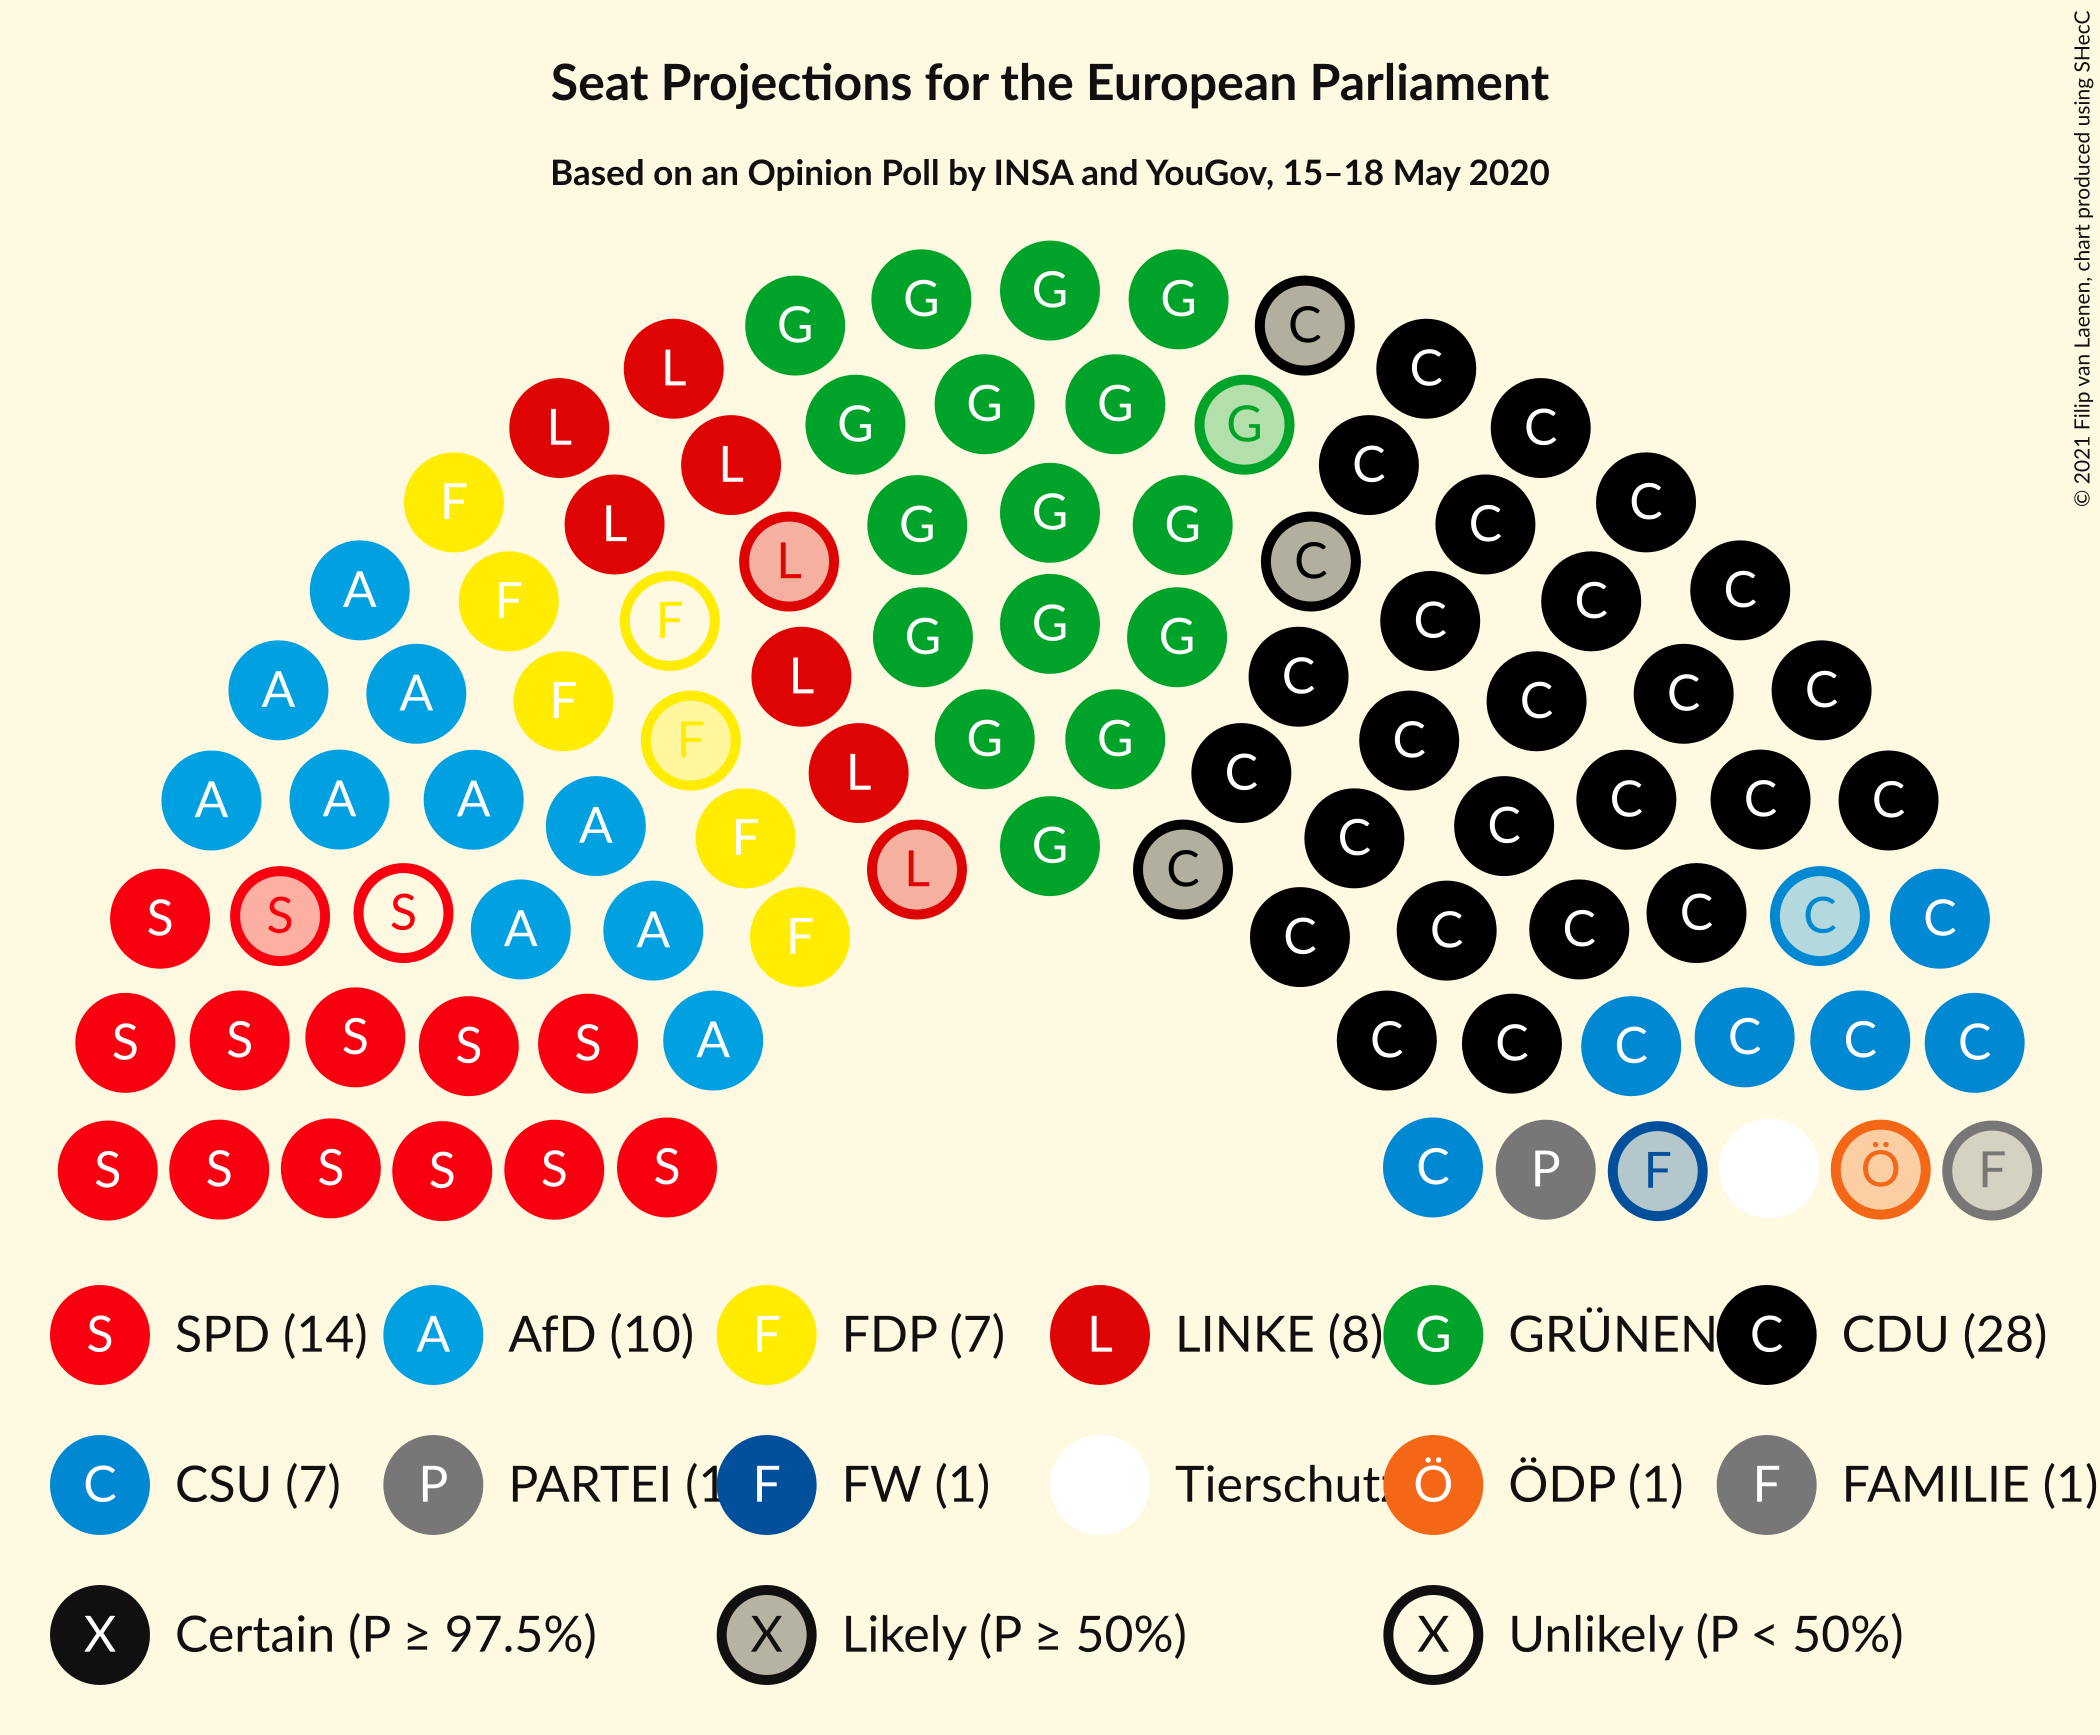 Seat Projections for the European Parliament
Based on an Opinion Poll by INSA and YouGov, 15–18 May 2020
© 2021 Filip van Laenen, chart produced using SHecC
G G G G C
L G G G G C
L L G G G C C
F L L G G G C C C
A F F L G G G C C C C
A A F F L G G C C C C C
A A A A F L G C C C C C C
S S S A A F L C C C C C C C
S S S S S A C C C C C C
S S S S S S C P F Ö F
S SPD (14) A AfD (10) F FDP (7) L LINKE (8) G GRÜNEN C CDU (28)
C CSU (7) P PARTEI (1 F FW (1) Tierschutz Ö ÖDP (1) F FAMILIE (1)
X Certain (P ≥ 97.5%) X Likely (P ≥ 50%) X Unlikely (P < 50%)